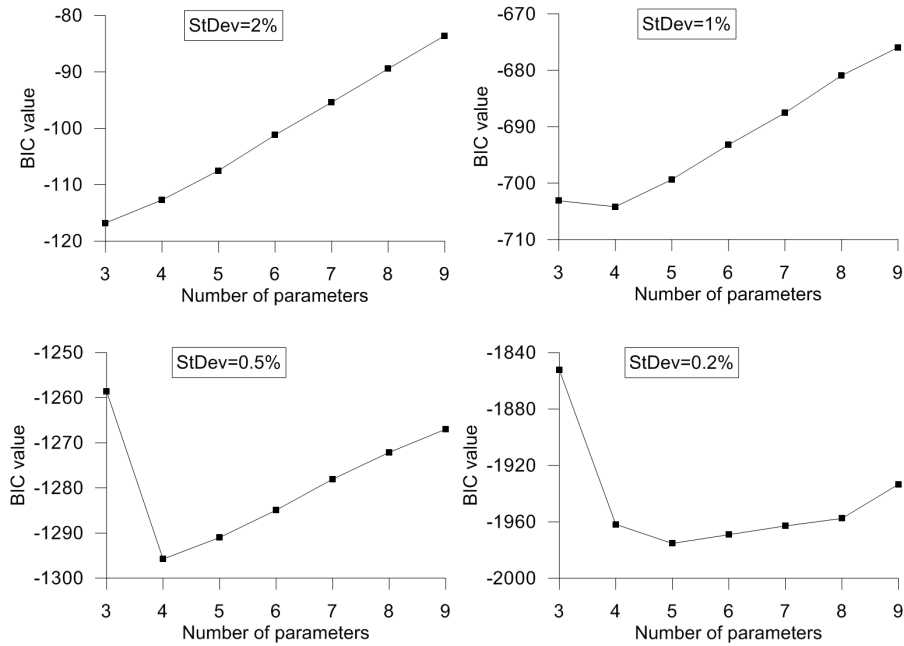 StDev=2%
BIC value
-80
-90
-100
-110
-120
3 4 5 6 7 8 9
Number of parameters
StDev=1%
BIC value
-670
-680
-690
-700
-710
3 4 5 6 7 8 9
Number of parameters
StDev=0.5%
BIC value
-1250
-1260
-1270
-1280
-1290
-1300
3 4 5 6 7 8 9
Number of parameters
StDev=0.2%
BIC value
-1840
-1880
-1920
-1960
-2000
3 4 5 6 7 8 9
Number of parameters